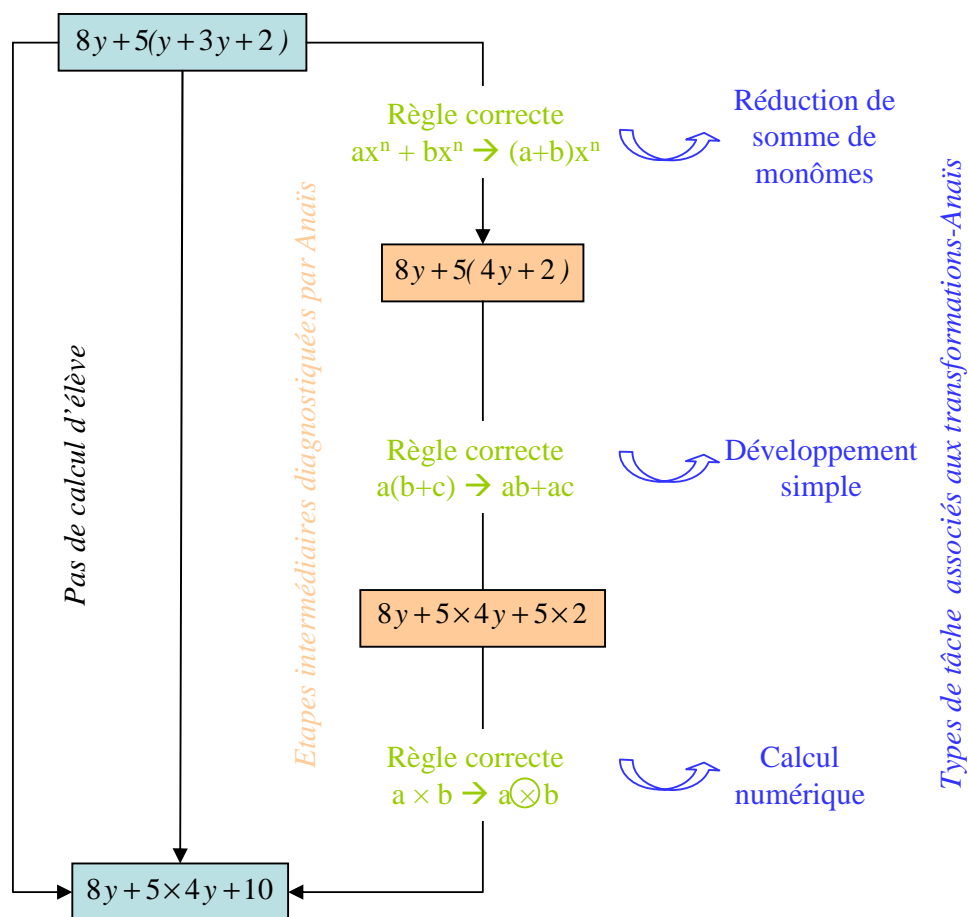 8y+5(y+3y+2)
Règle correcte
axⁿ + bxⁿ → (a+b)xⁿ
Réduction de
somme de
monômes
8y+5(4y+2)
Pas de calcul d'élève
Etapes intermédiaires diagnostiquées par Anaïs
Types de tâche associés aux transformations-Anaïs
Règle correcte
a(b+c) → ab+ac
Développement
simple
8y+5×4y+5×2
Règle correcte
a × b → a⊗b
Calcul
numérique
8y+5×4y+10